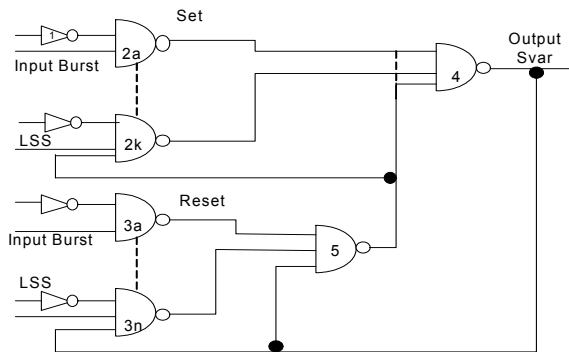 Set
1
2a
Input Burst
Output
Svar
4
2k
LSS
Reset
3a
Input Burst
5
LSS
3n